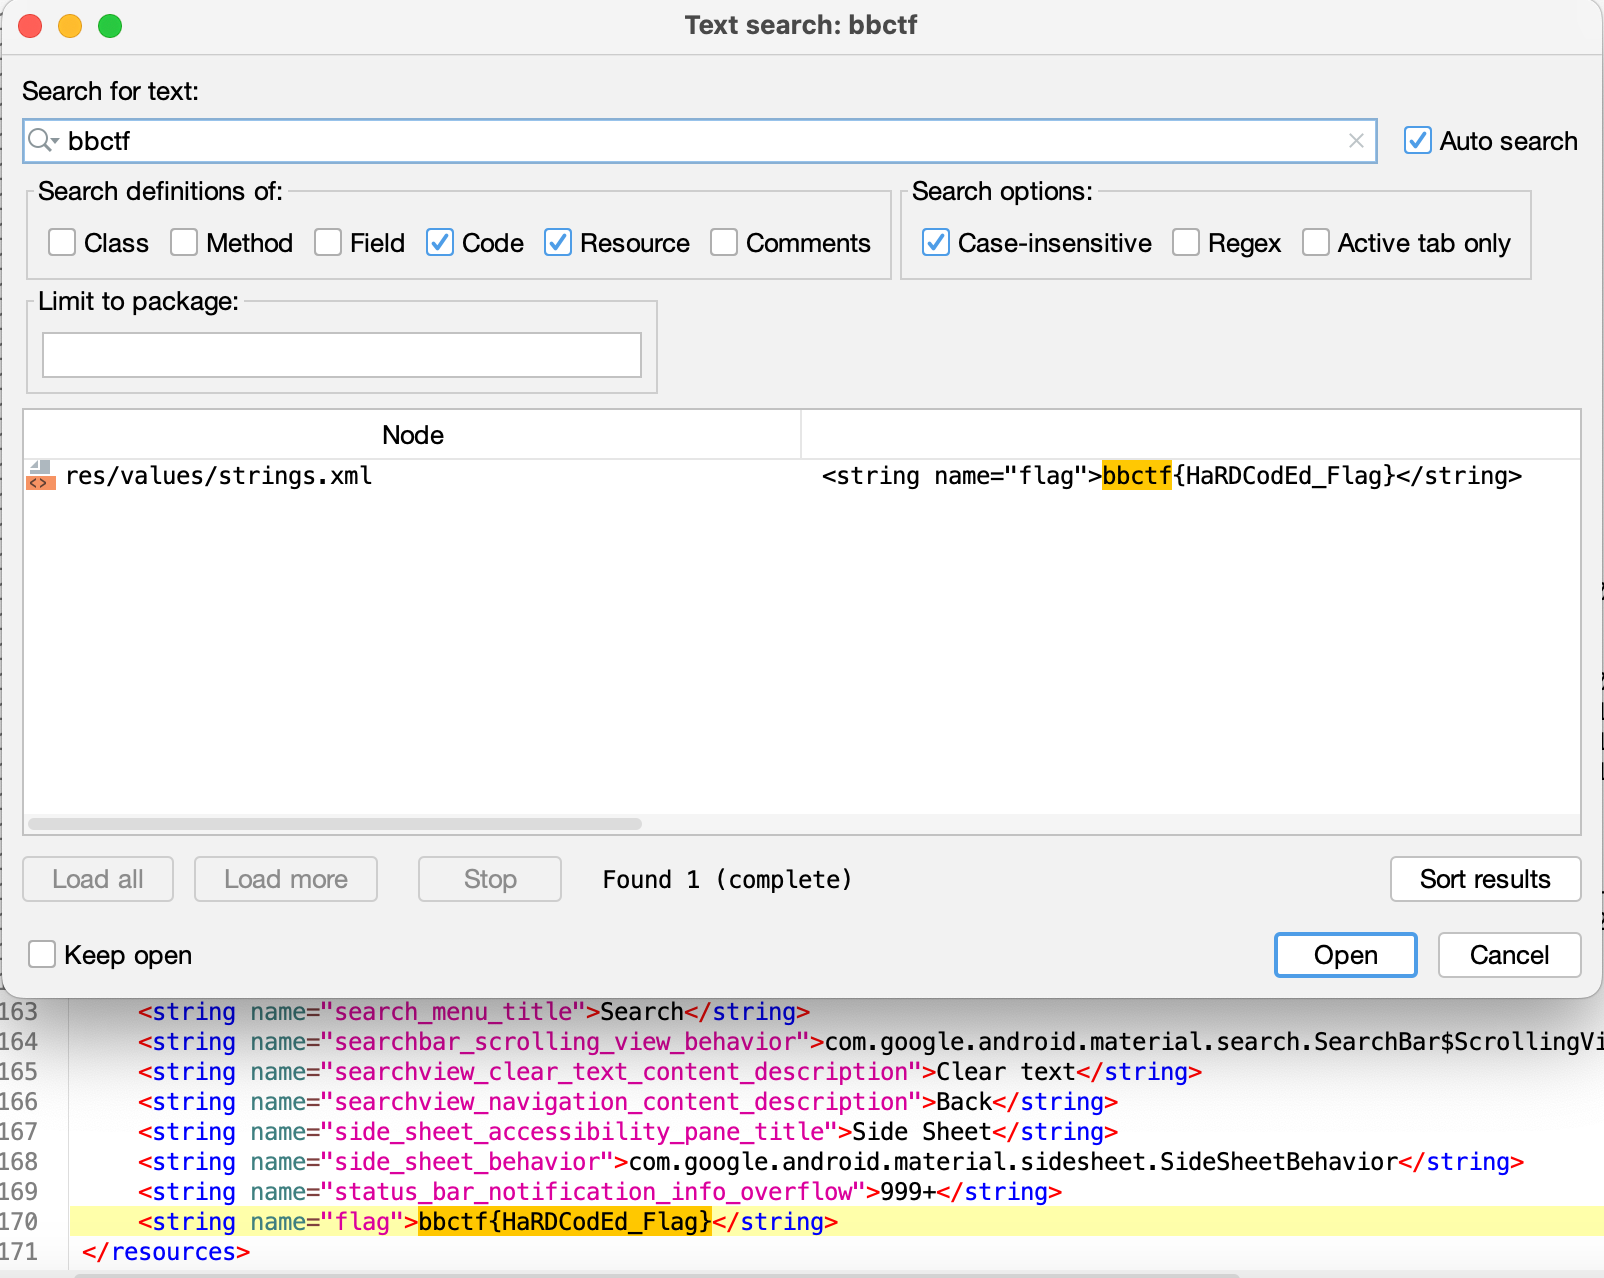 Text search: bbctf
Search for text:
bbctf
Auto search
Search definitions of:
Search options:
Class Method Field Code Resource Comments
Case-insensitive Regex Active tab only
Limit to package:
Node
res/values/strings.xml <string name="flag">bbctf{HaRDCodEd_Flag}</string>
Load all Load more Stop Found 1 (complete) Sort results
Keep open Open Cancel
163 <string name="search_menu_title">Search</string>
164 <string name="searchbar_scrolling_view_behavior">com.google.android.material.search.SearchBar$ScrollingVi
165 <string name="searchview_clear_text_content_description">Clear text</string>
166 <string name="searchview_navigation_content_description">Back</string>
167 <string name="side_sheet_accessibility_pane_title">Side Sheet</string>
168 <string name="side_sheet_behavior">com.google.android.material.sidesheet.SideSheetBehavior</string>
169 <string name="status_bar_notification_info_overflow">999+</string>
170 <string name="flag">bbctf{HaRDCodEd_Flag}</string>
171 </resources>